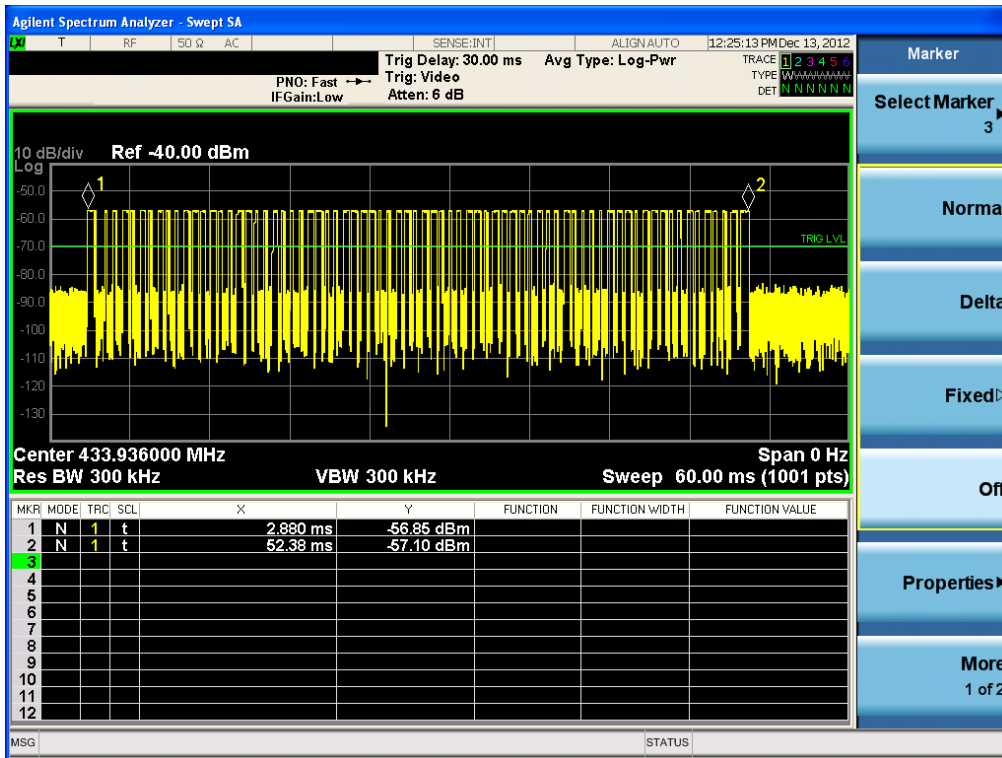 Agilent Spectrum Analyzer - Swept SA
LXI T RF 50 Ω AC SENSE:INT ALIGNAUTO 12:25:13 PM Dec 13, 2012
Trig Delay: 30.00 ms Avg Type: Log-Pwr TRACE 1 2 3 4 5 6
PNO: Fast Trig: Video TYPE WWWWWW
IFGain:Low Atten: 6 dB DET N N N N N N
10 dB/div Ref -40.00 dBm
Log
1 2
-50.0
-60.0
-70.0 TRIG LVL
-80.0
-90.0
-100
-110
-120
-130
Center 433.936000 MHz Span 0 Hz
Res BW 300 kHz VBW 300 kHz Sweep 60.00 ms (1001 pts)
MKR MODE TRC SCL X Y FUNCTION FUNCTION WIDTH FUNCTION VALUE
1 N 1 t 2.880 ms -56.85 dBm
2 N 1 t 52.38 ms -57.10 dBm
3
4
5
6
7
8
9
10
11
12
MSG STATUS
Marker
Select Marker
3
Norma
Delta
Fixed
Off
Properties
More
1 of 2